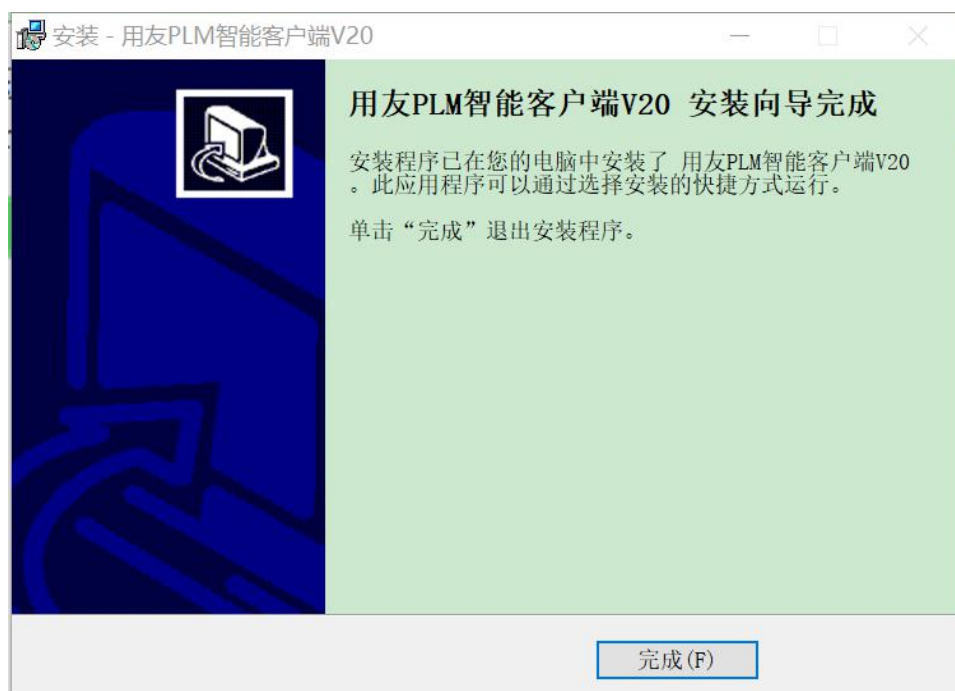 安装 - 用友PLM智能客户端V20
用友PLM智能客户端V20 安装向导完成
安装程序已在您的电脑中安装了 用友PLM智能客户端V20
。此应用程序可以通过选择安装的快捷方式运行。
单击“完成”退出安装程序。
完成(F)